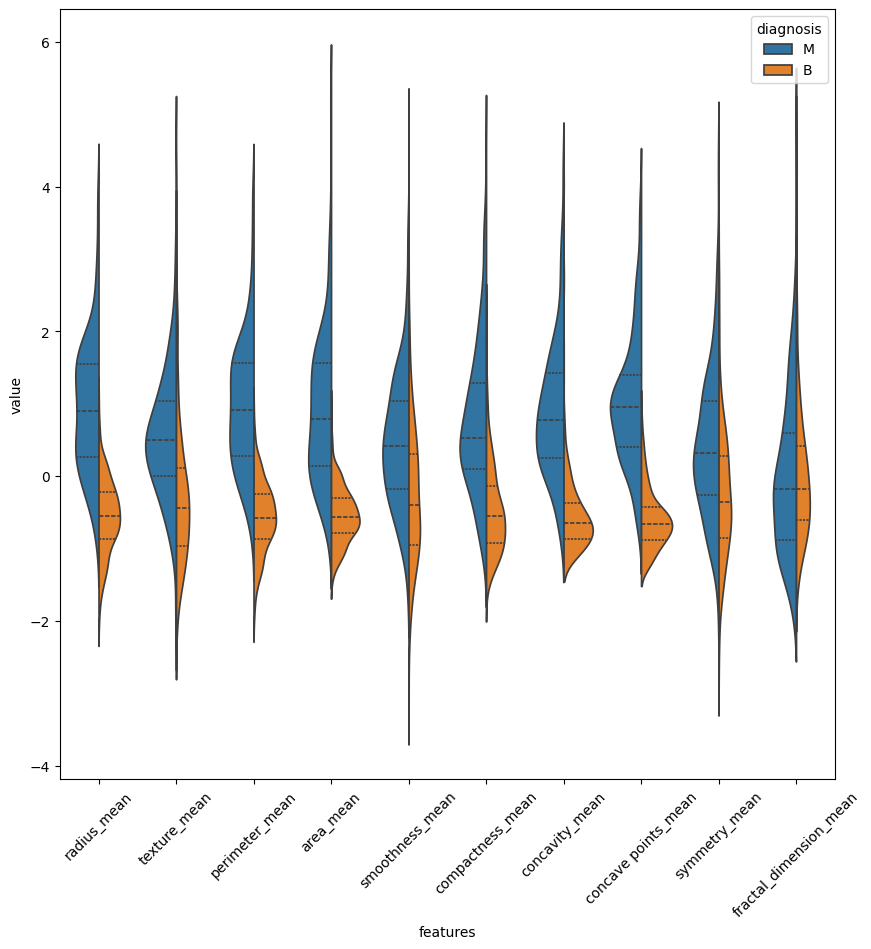 diagnosis
M
B
6
4
2
0
−2
−4
value
radius_mean
texture_mean
perimeter_mean
area_mean
smoothness_mean
compactness_mean
concavity_mean
concave points_mean
symmetry_mean
fractal_dimension_mean
features